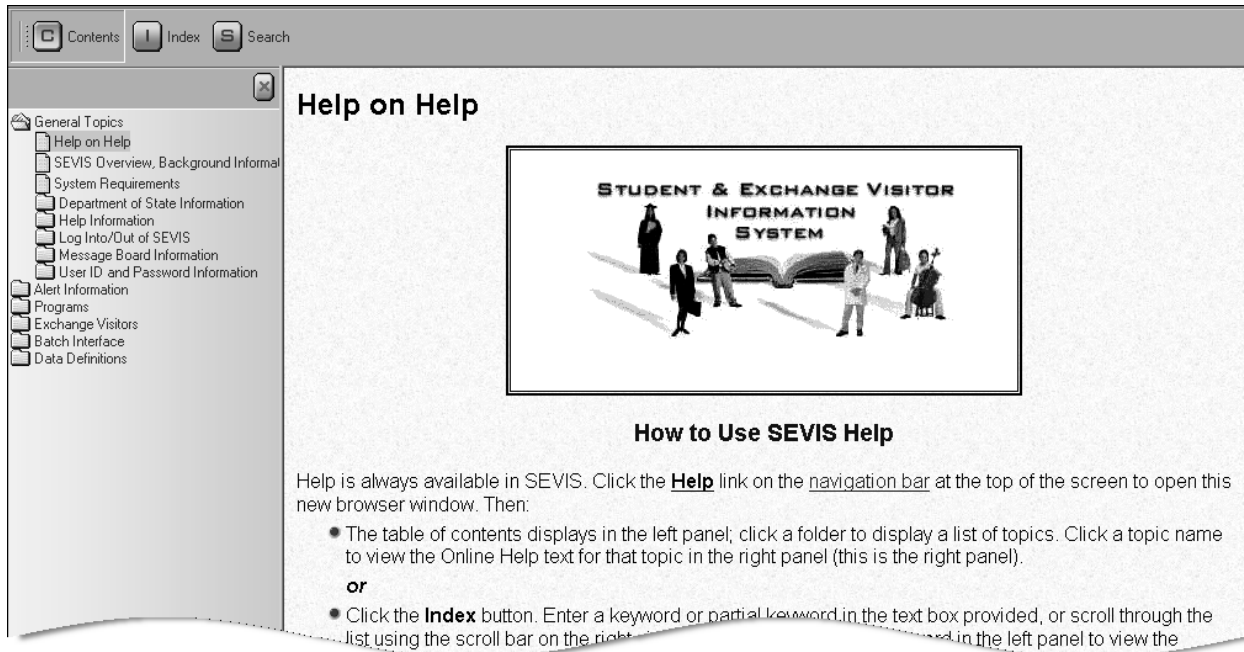 Contents Index Search
General Topics
Help on Help
SEVIS Overview, Background Informat
System Requirements
Department of State Information
Help Information
Log Into/Out of SEVIS
Message Board Information
User ID and Password Information
Alert Information
Programs
Exchange Visitors
Batch Interface
Data Definitions
Help on Help
STUDENT & EXCHANGE VISITOR
INFORMATION
SYSTEM
How to Use SEVIS Help
Help is always available in SEVIS. Click the Help link on the navigation bar at the top of the screen to open this
new browser window. Then:
The table of contents displays in the left panel; click a folder to display a list of topics. Click a topic name
to view the Online Help text for that topic in the right panel (this is the right panel).
or
Click the Index button. Enter a keyword or partial keyword in the text box provided, or scroll through the
list using the scroll bar on the right in the left panel to view the